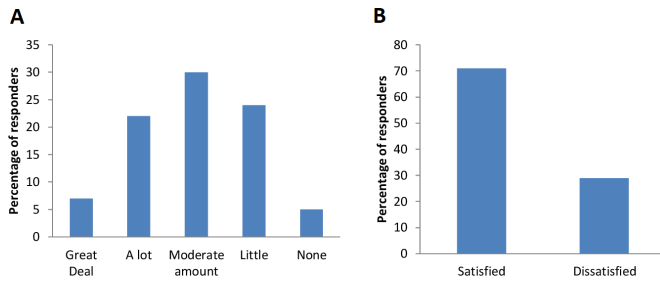 A
Percentage of responders
35
30
25
20
15
10
5
0
Great Deal
A lot
Moderate amount
Little
None
B
Percentage of responders
80
70
60
50
40
30
20
10
0
Satisfied
Dissatisfied